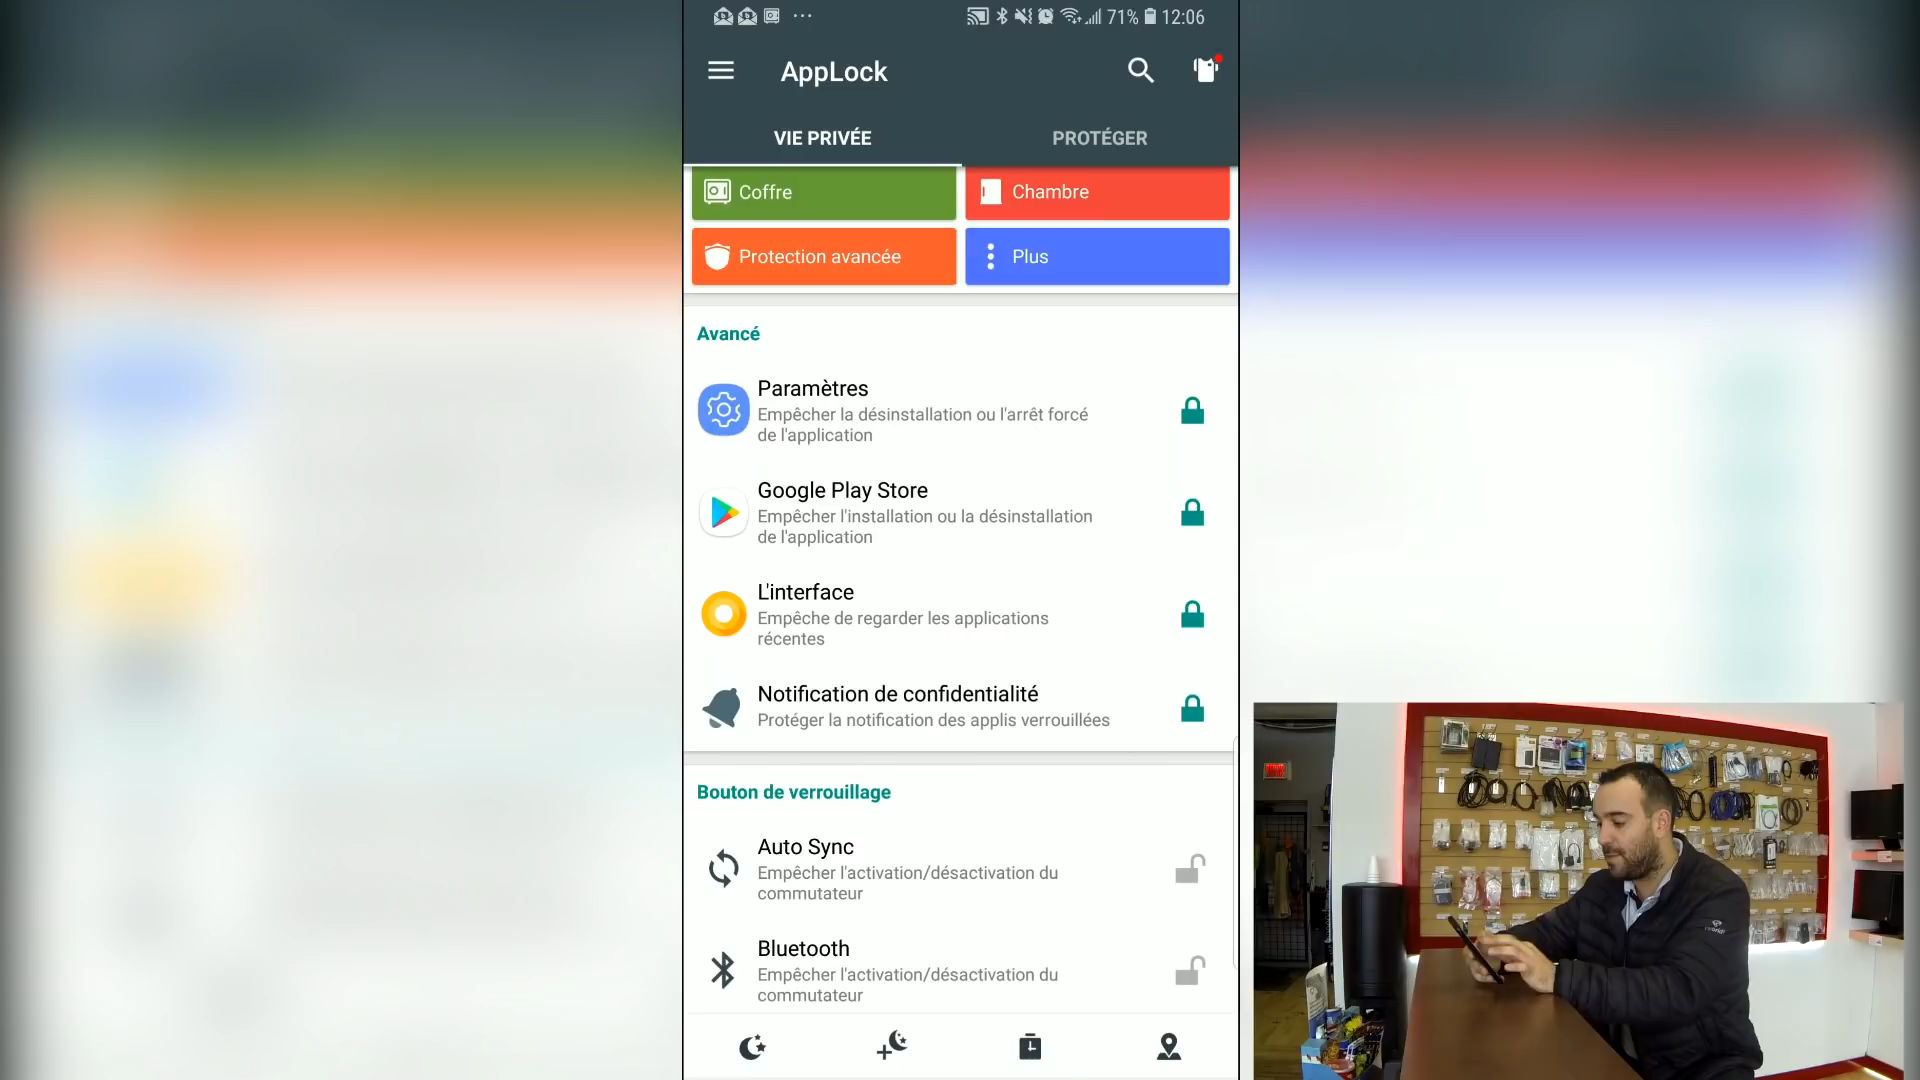 71% 12:06
AppLock
VIE PRIVÉE PROTÉGER
Coffre Chambre
Protection avancée Plus
Avancé
Paramètres
Empêcher la désinstallation ou l'arrêt forcé
de l'application
Google Play Store
Empêcher l'installation ou la désinstallation
de l'application
L'interface
Empêche de regarder les applications
récentes
Notification de confidentialité
Protéger la notification des applis verrouillées
Bouton de verrouillage
Auto Sync
Empêcher l'activation/désactivation du
commutateur
Bluetooth
Empêcher l'activation/désactivation du
commutateur